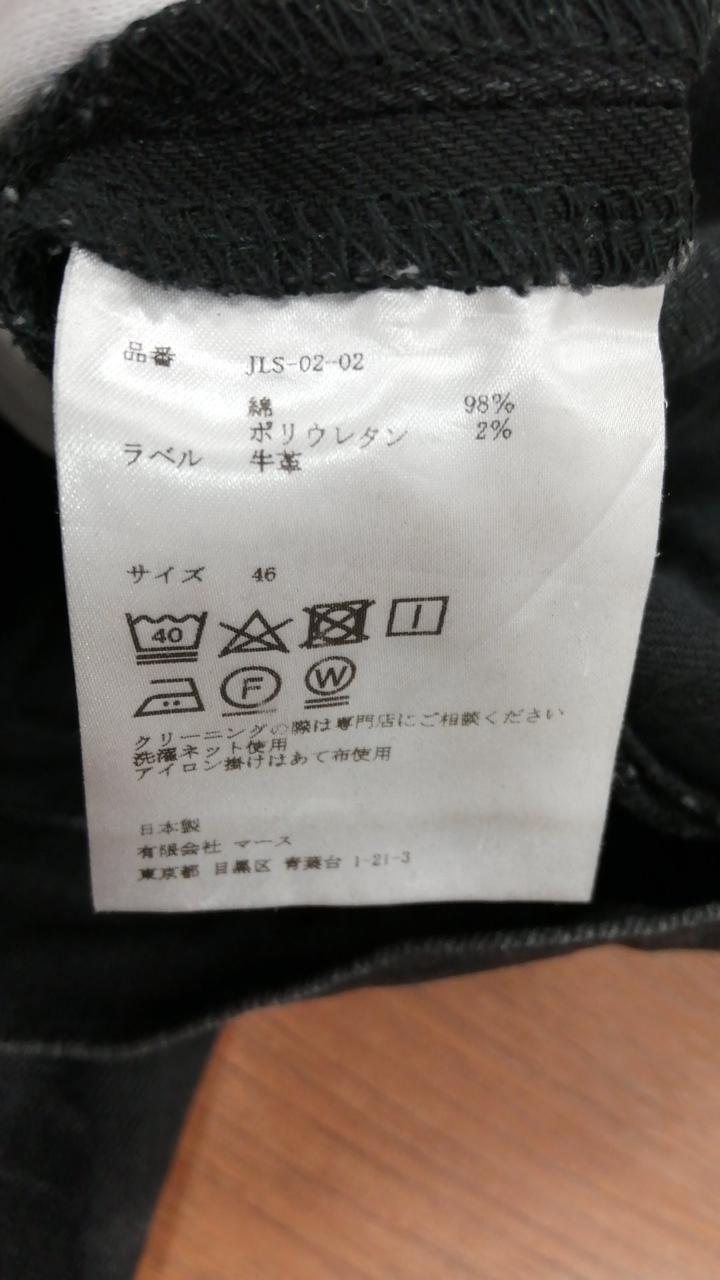 品番 JLS-02-02
綿 98%
ポリウレタン 2%
ラベル 牛革
サイズ 46
40
F W
クリーニングの際は専門店にご相談ください
洗濯ネット使用
アイロン掛けはあて布使用
日本製
有限会社 マース
東京都 目黒区 青葉台 1-21-3